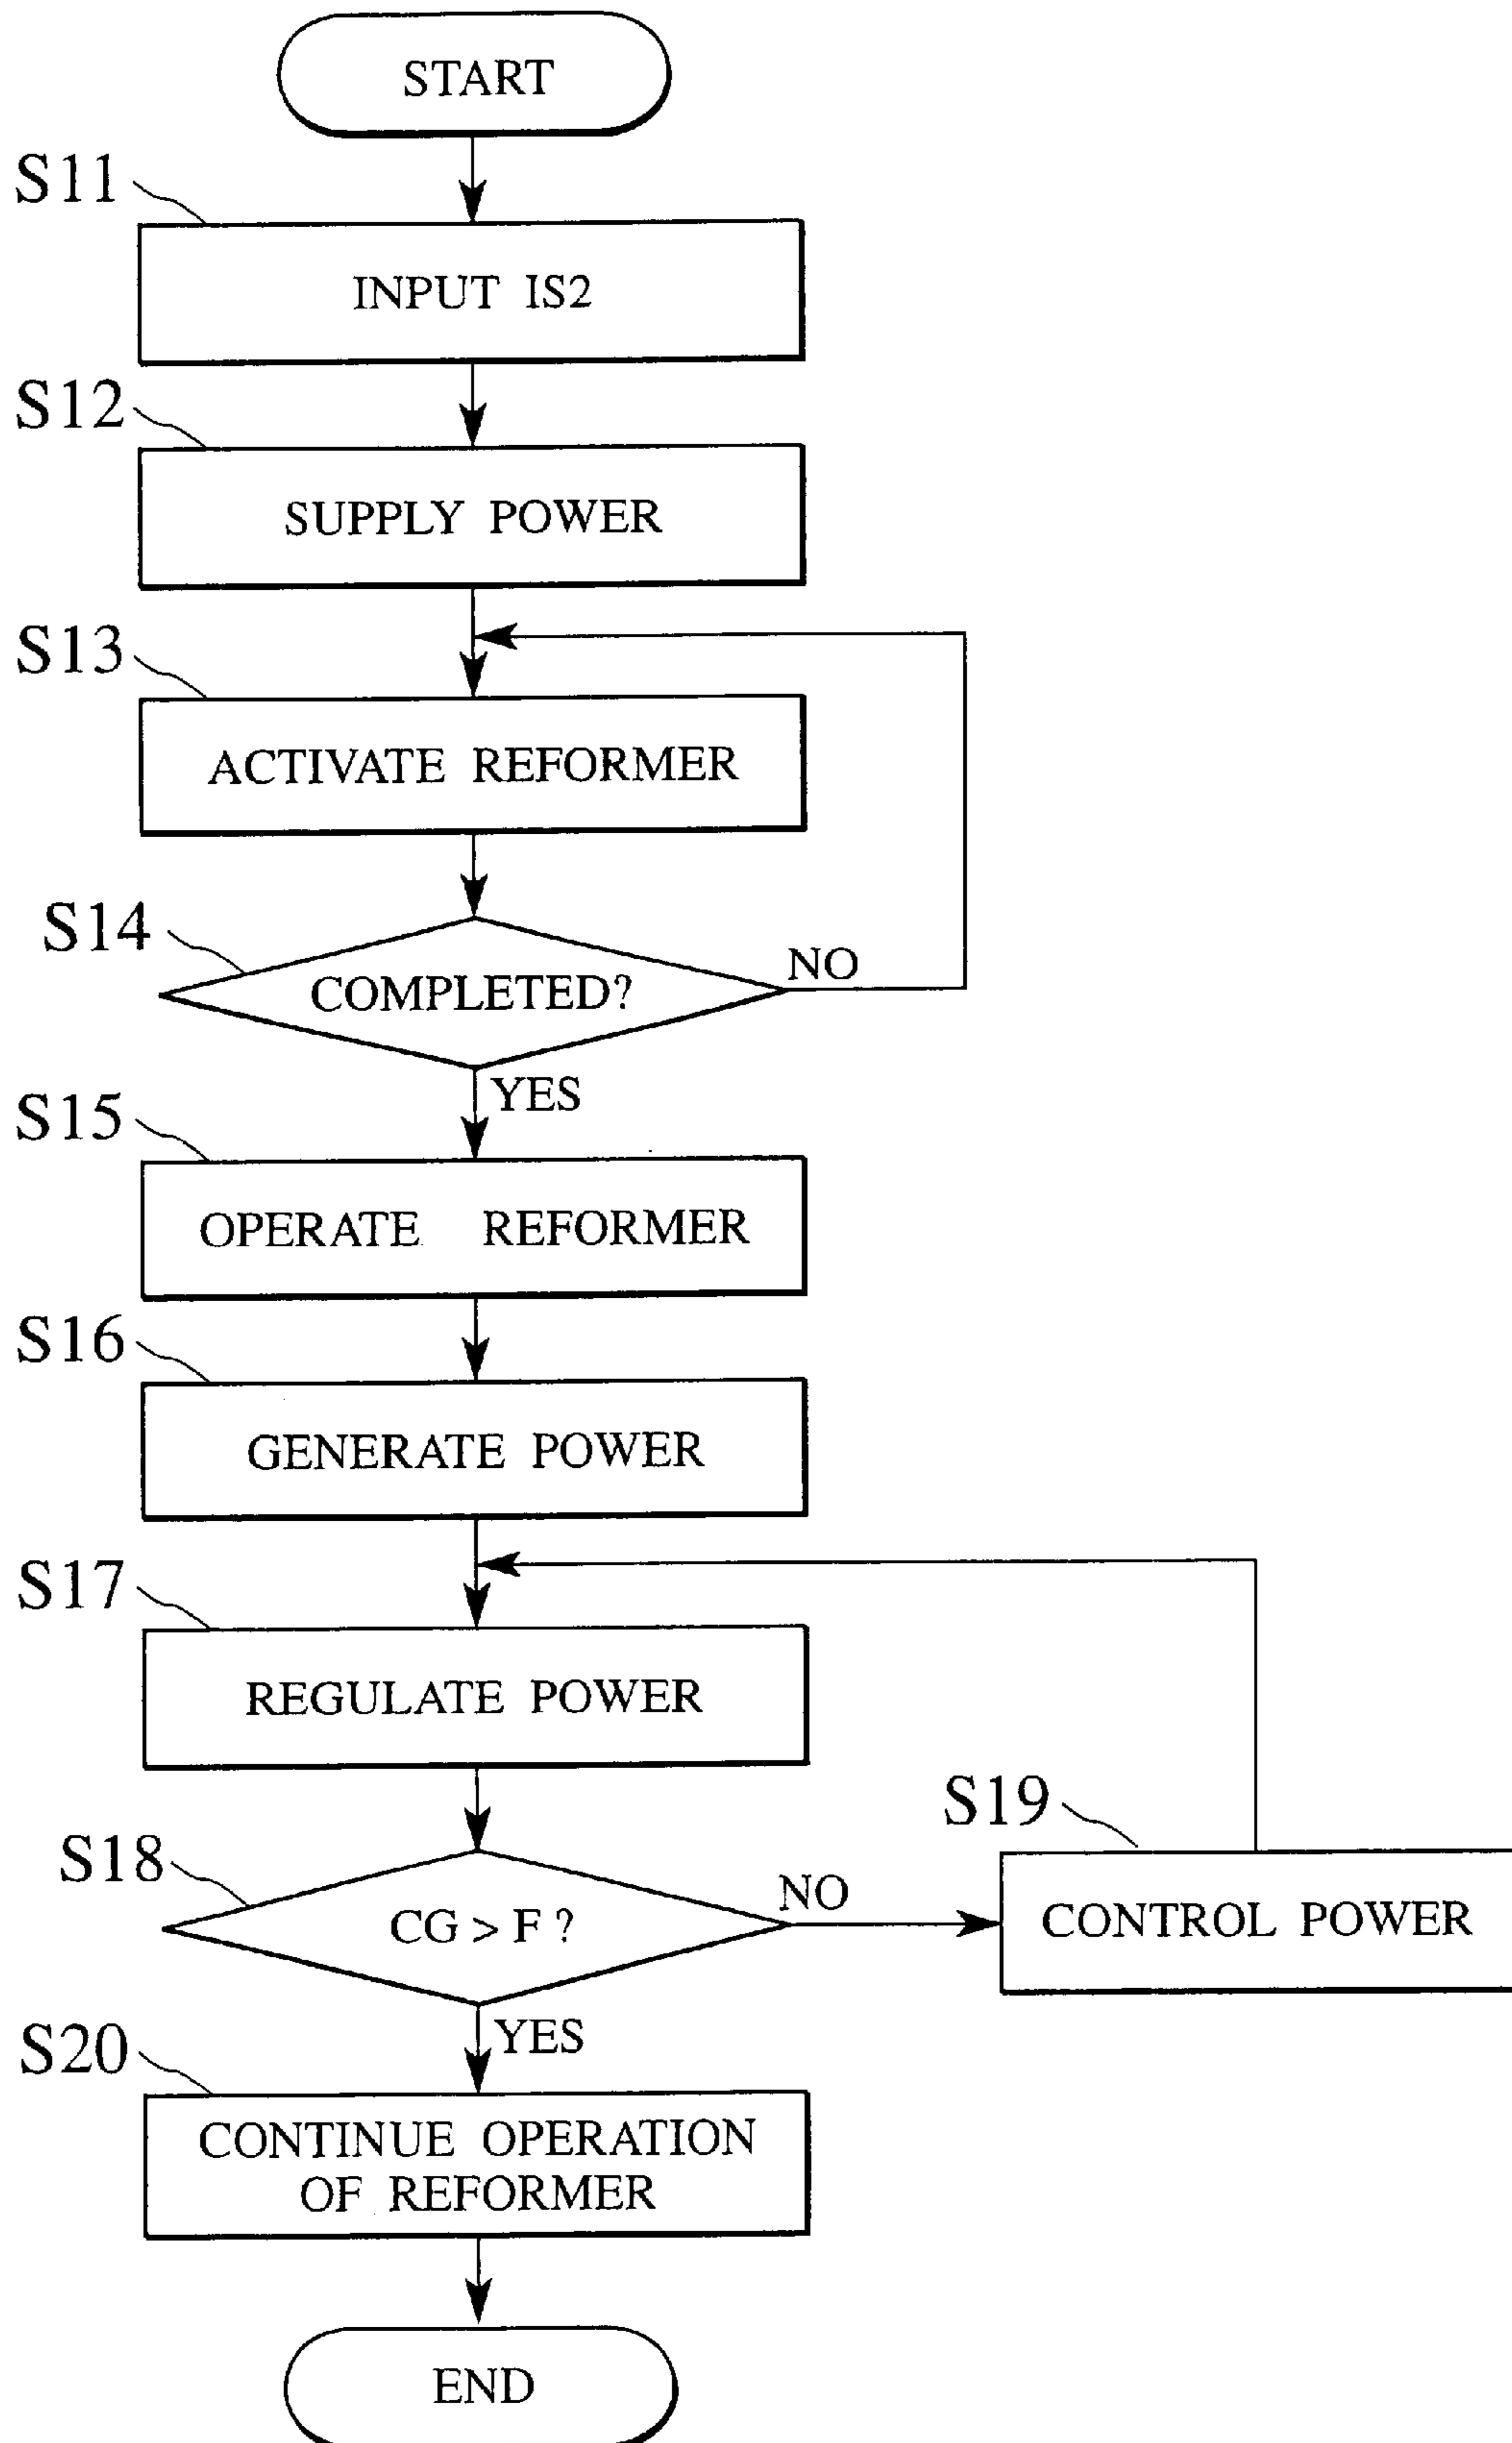 START
S11
INPUT IS2
S12
SUPPLY POWER
S13
ACTIVATE REFORMER
S14
COMPLETED?
NO
YES
S15
OPERATE REFORMER
S16
GENERATE POWER
S17
REGULATE POWER
S18
CG > F ?
NO
S19
CONTROL POWER
YES
S20
CONTINUE OPERATION
OF REFORMER
END